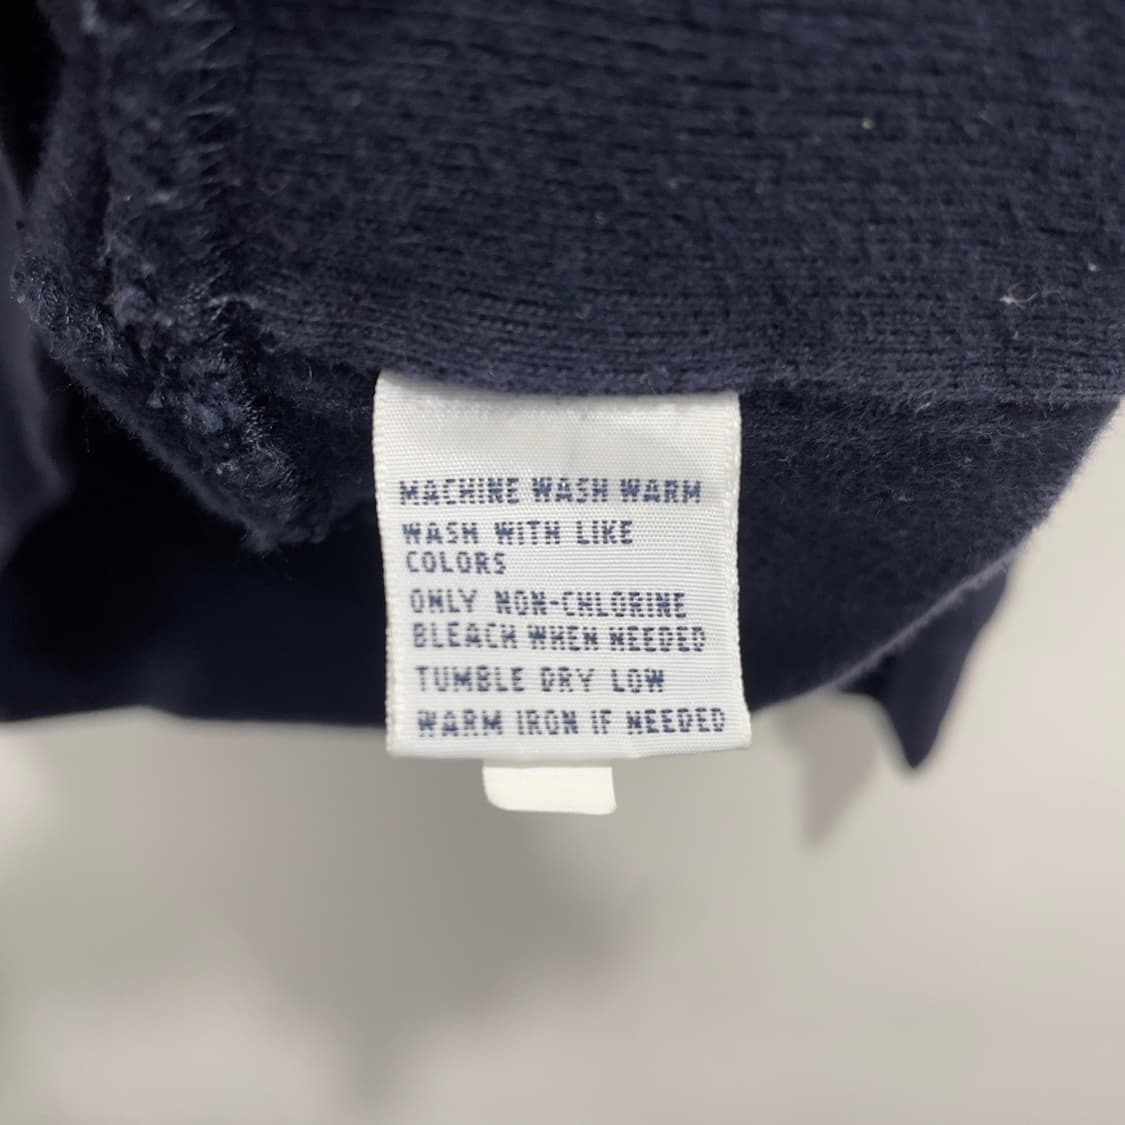 MACHINE WASH WARM
WASH WITH LIKE
COLORS
ONLY NON-CHLORINE
BLEACH WHEN NEEDED
TUMBLE DRY LOW
WARM IRON IF NEEDED